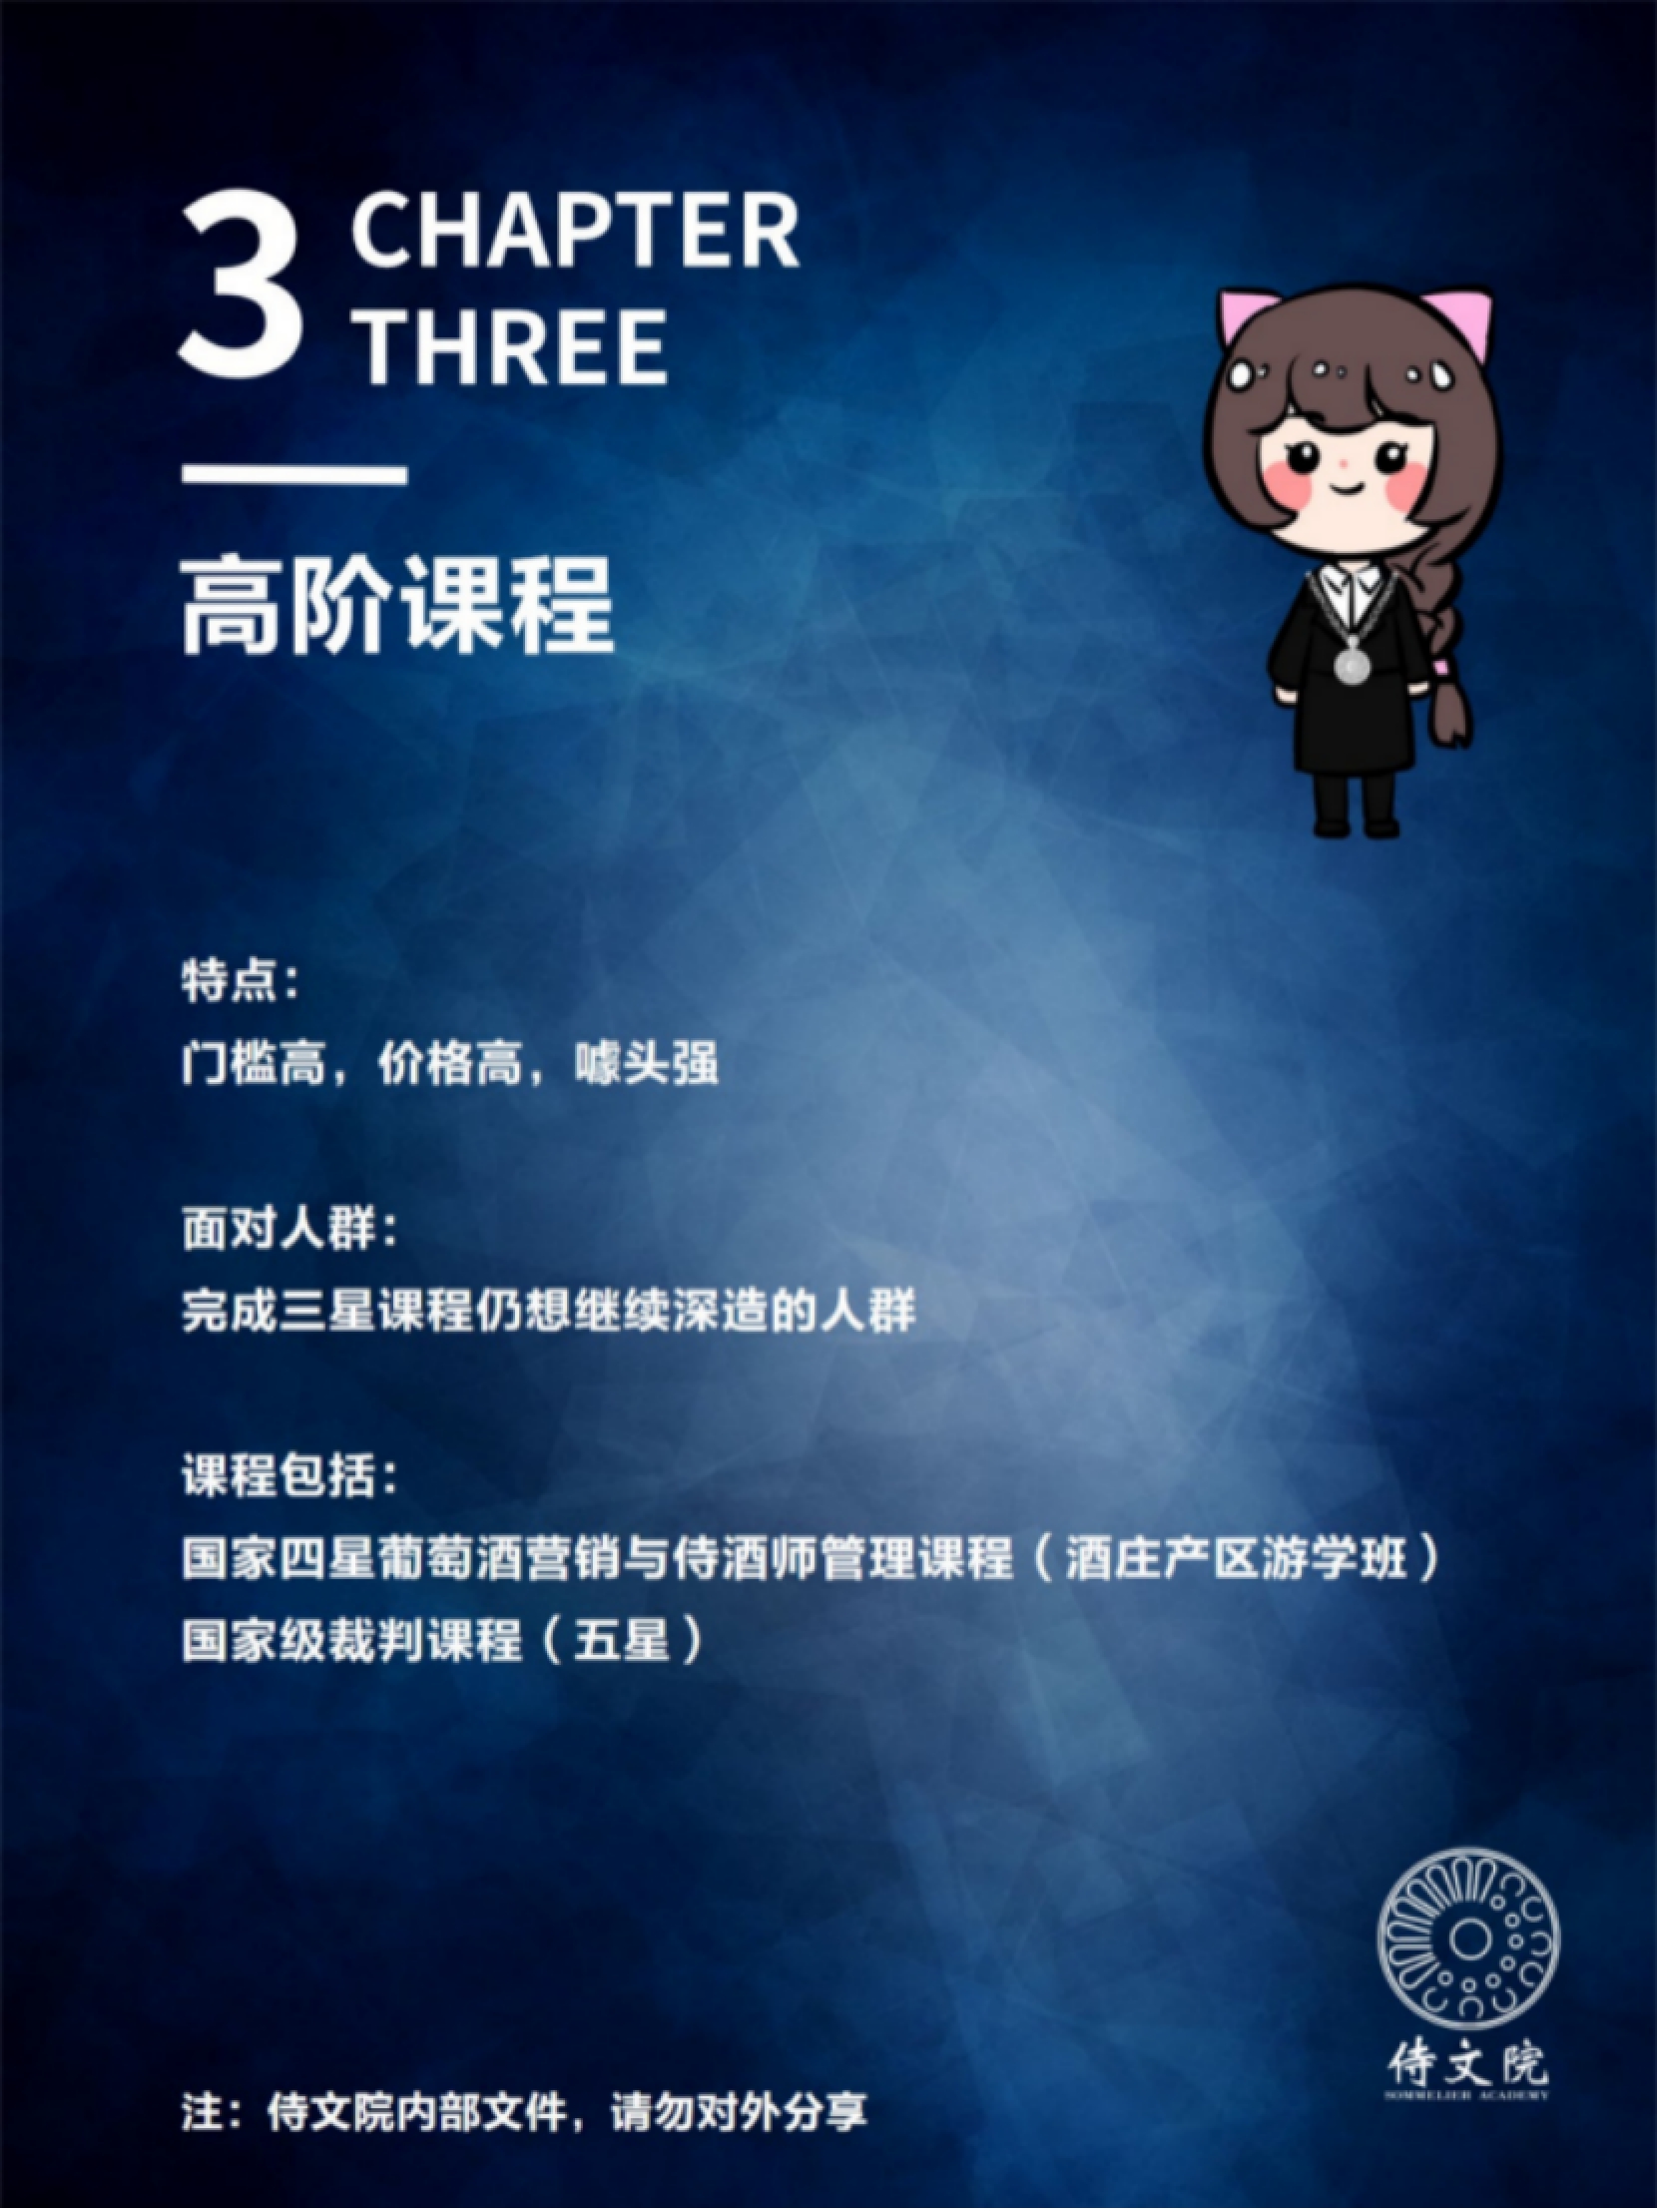 3 CHAPTER
THREE
高阶课程
特点：
门槛高，价格高，噱头强
面对人群：
完成三星课程仍想继续深造的人群
课程包括：
国家四星葡萄酒营销与侍酒师管理课程（酒庄产区游学班）
国家级裁判课程（五星）
侍文院
SOMMELIER ACADEMY
注：侍文院内部文件，请勿对外分享